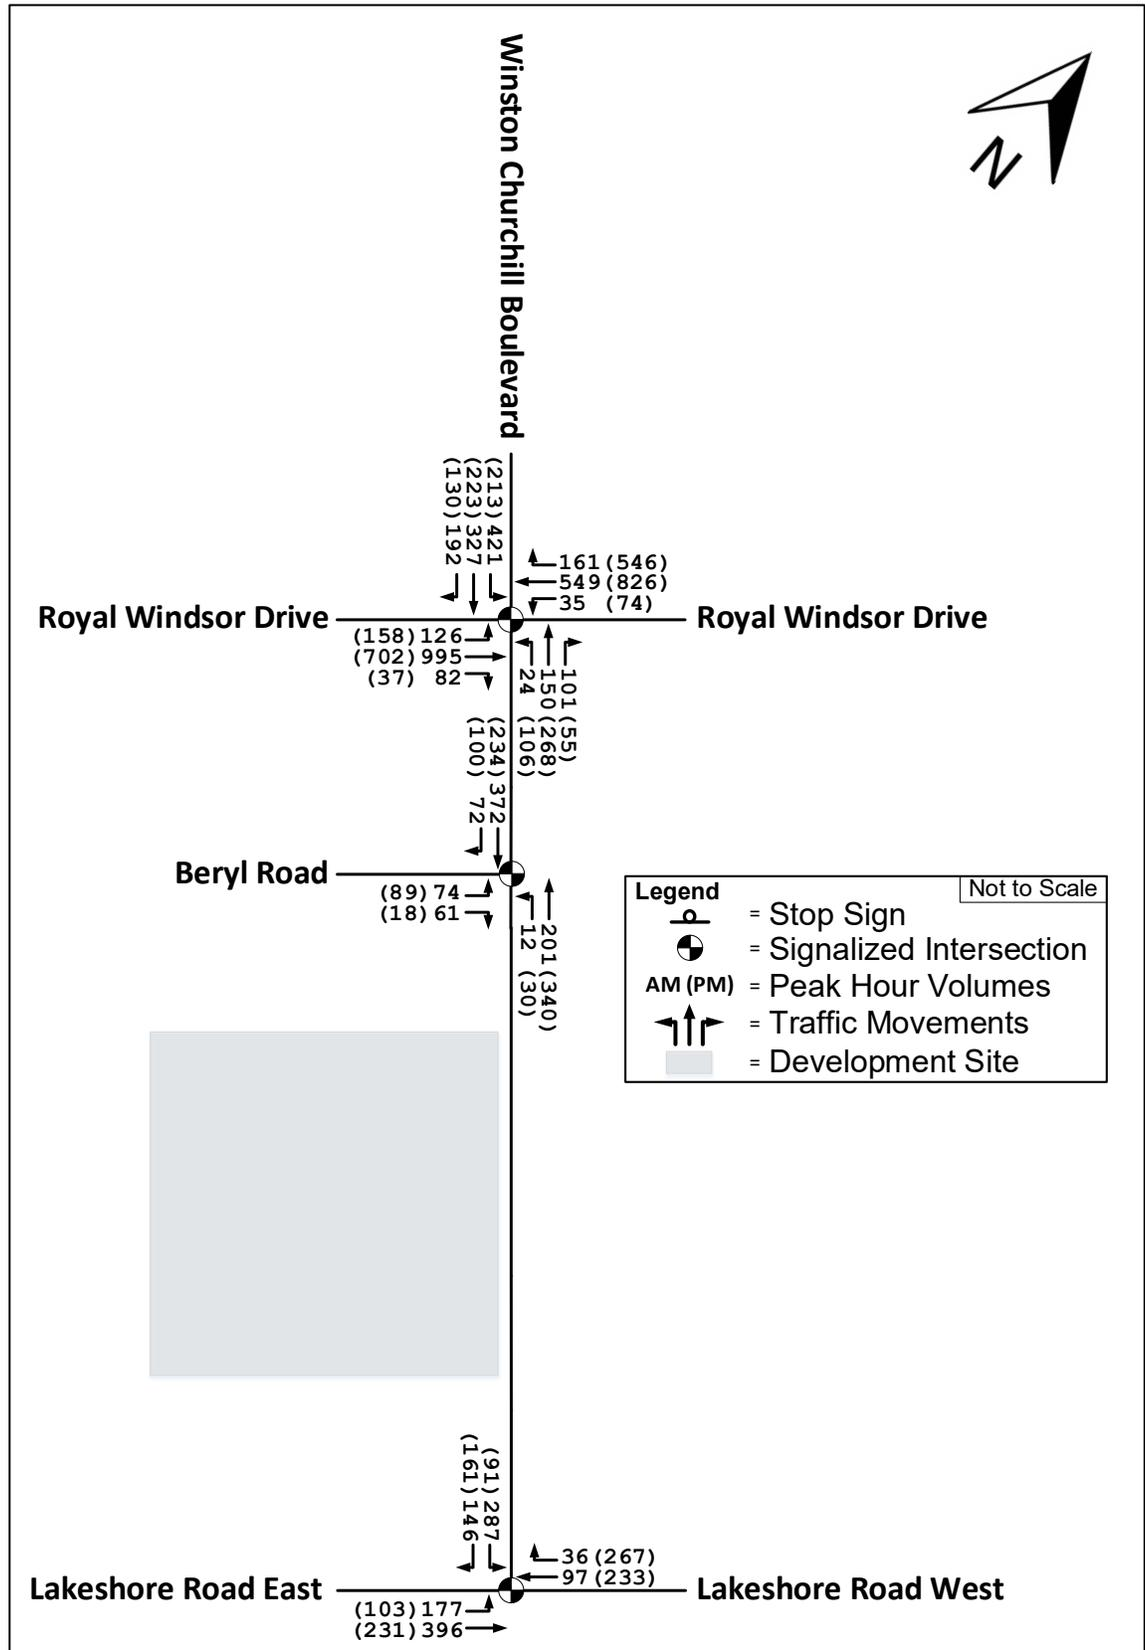 Winston Churchill Boulevard
N
(213) 421
(223) 327
(130) 192
161 (546)
549 (826)
35 (74)
Royal Windsor Drive
Royal Windsor Drive
(158) 126
(702) 995
(37) 82
101 (55)
150 (268)
24 (106)
(234) 372
(100) 72
Beryl Road
(89) 74
(18) 61
201 (340)
12 (30)
Legend
Not to Scale
= Stop Sign
= Signalized Intersection
AM (PM) = Peak Hour Volumes
= Traffic Movements
= Development Site
(91) 287
(161) 146
36 (267)
97 (233)
Lakeshore Road East
Lakeshore Road West
(103) 177
(231) 396